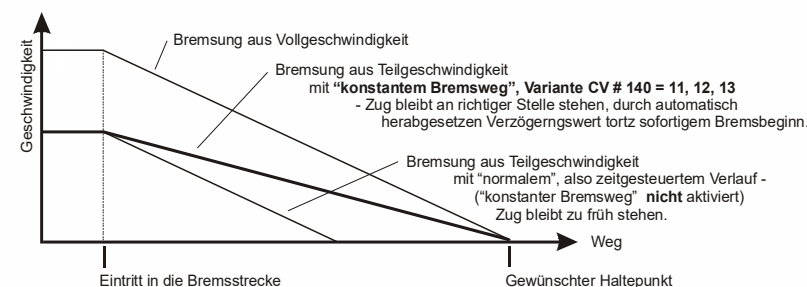 Geschwindigkeit
Bremsung aus Vollgeschwindigkeit
Bremsung aus Teilgeschwindigkeit
mit “konstantem Bremsweg”, Variante CV # 140 = 11, 12, 13
- Zug bleibt an richtiger Stelle stehen, durch automatisch
herabgesetzen Verzögerngswert tortz sofortigem Bremsbeginn.
Bremsung aus Teilgeschwindigkeit
mit “normalem”, also zeitgesteuertem Verlauf -
(“konstanter Bremsweg” nicht aktiviert)
Zug bleibt zu früh stehen.
Weg
Eintritt in die Bremsstrecke
Gewünschter Haltepunkt